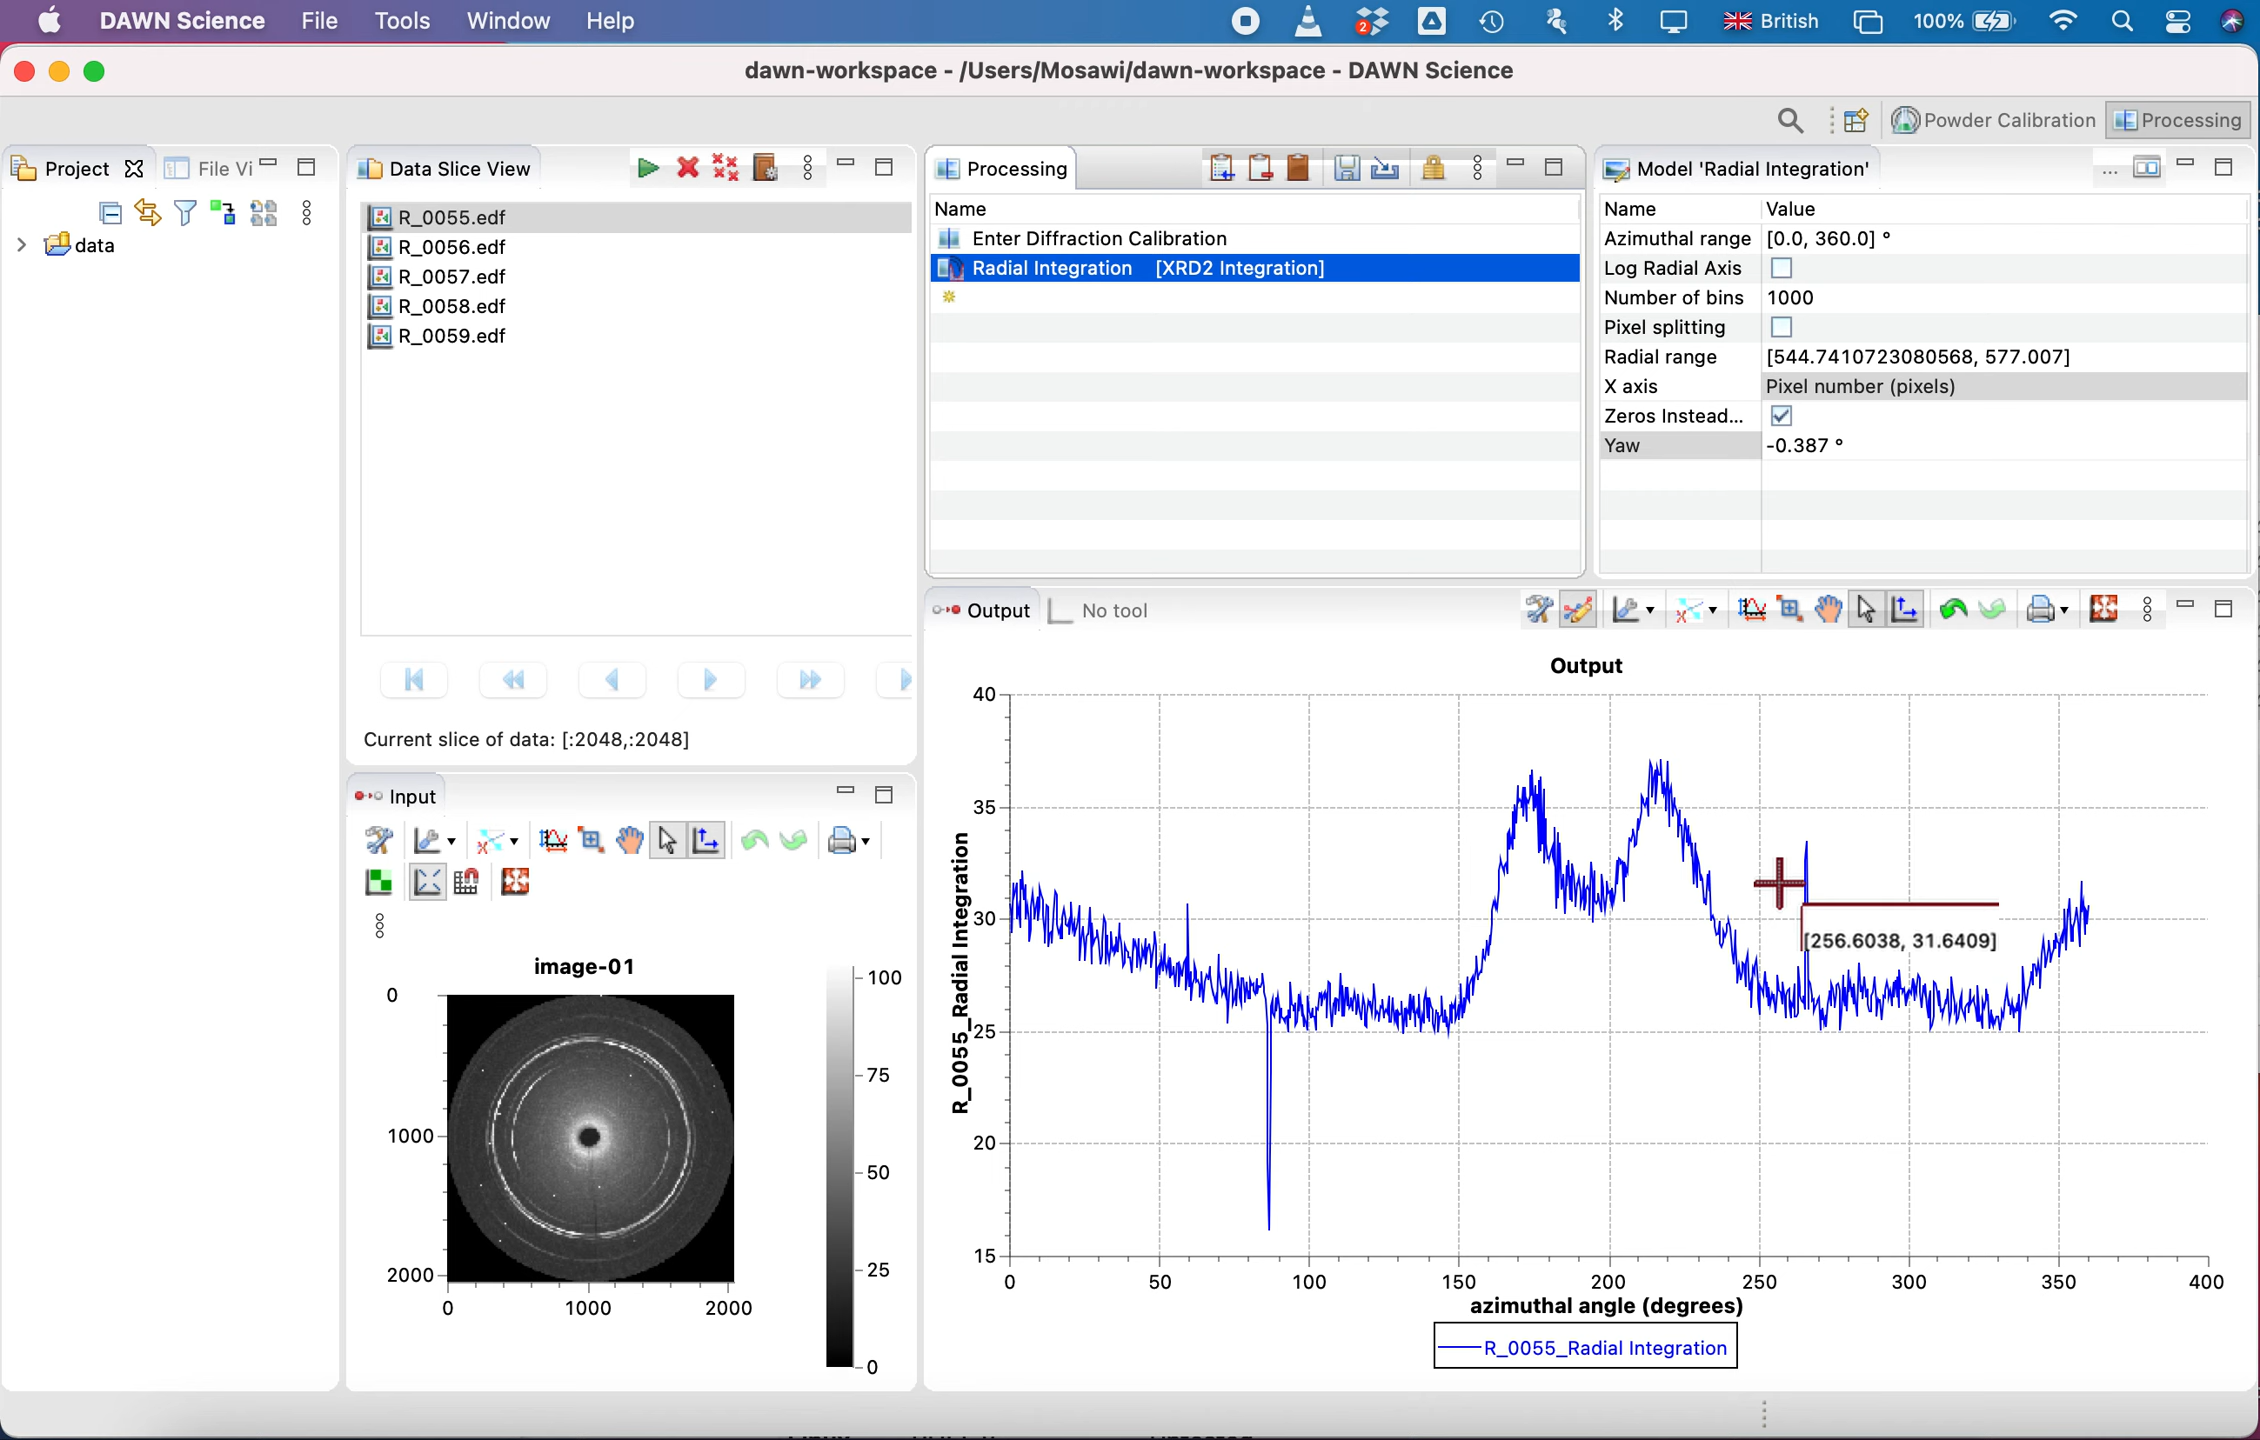 DAWN Science File Tools Window Help
2
British 100%
dawn-workspace - /Users/Mosawi/dawn-workspace - DAWN Science
Powder Calibration Processing
Project File Vi
data
Data Slice View
R_0055.edf
R_0056.edf
R_0057.edf
R_0058.edf
R_0059.edf
Current slice of data: [:2048,:2048]
Processing
Name
Enter Diffraction Calibration
Radial Integration [XRD2 Integration]
Model 'Radial Integration'
...
Name Value
Azimuthal range [0.0, 360.0] °
Log Radial Axis
Number of bins 1000
Pixel splitting
Radial range [544.7410723080568, 577.007]
X axis Pixel number (pixels)
Zeros Instead...
Yaw -0.387 °
Input
image-01
0
1000
2000
0 1000 2000
100
75
50
25
0
Output No tool
Output
R_0055_Radial Integration
40
35
30
25
20
15
[256.6038, 31.6409]
0 50 100 150 200 250 300 350 400
azimuthal angle (degrees)
R_0055_Radial Integration